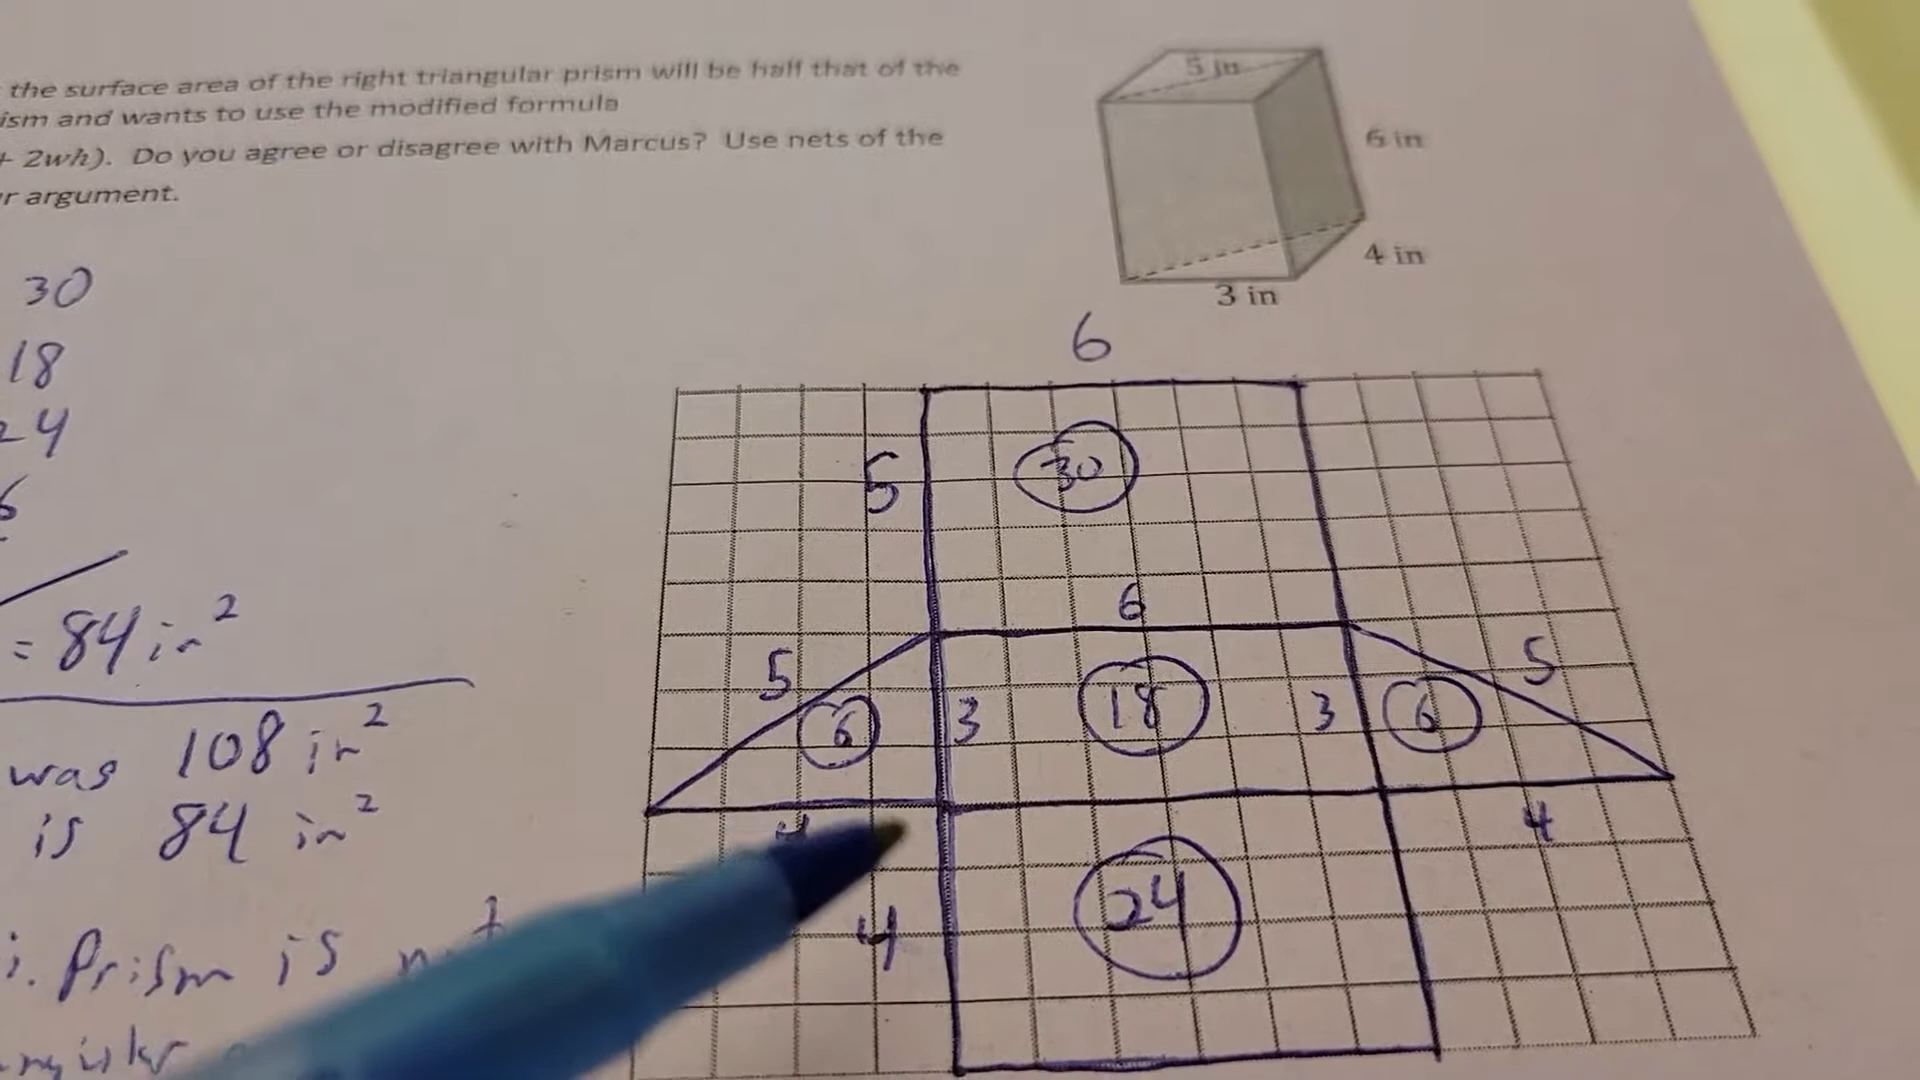 the surface area of the right triangular prism will be half that of the
ism and wants to use the modified formula
+ 2wh). Do you agree or disagree with Marcus? Use nets of the
r argument.
5 in
6 in
4 in
3 in
30
18
24
6
= 84 in²
was 108 in²
is 84 in²
. Prism is
6
5
30
6
5
6
3
18
3
6
5
4
4
4
24